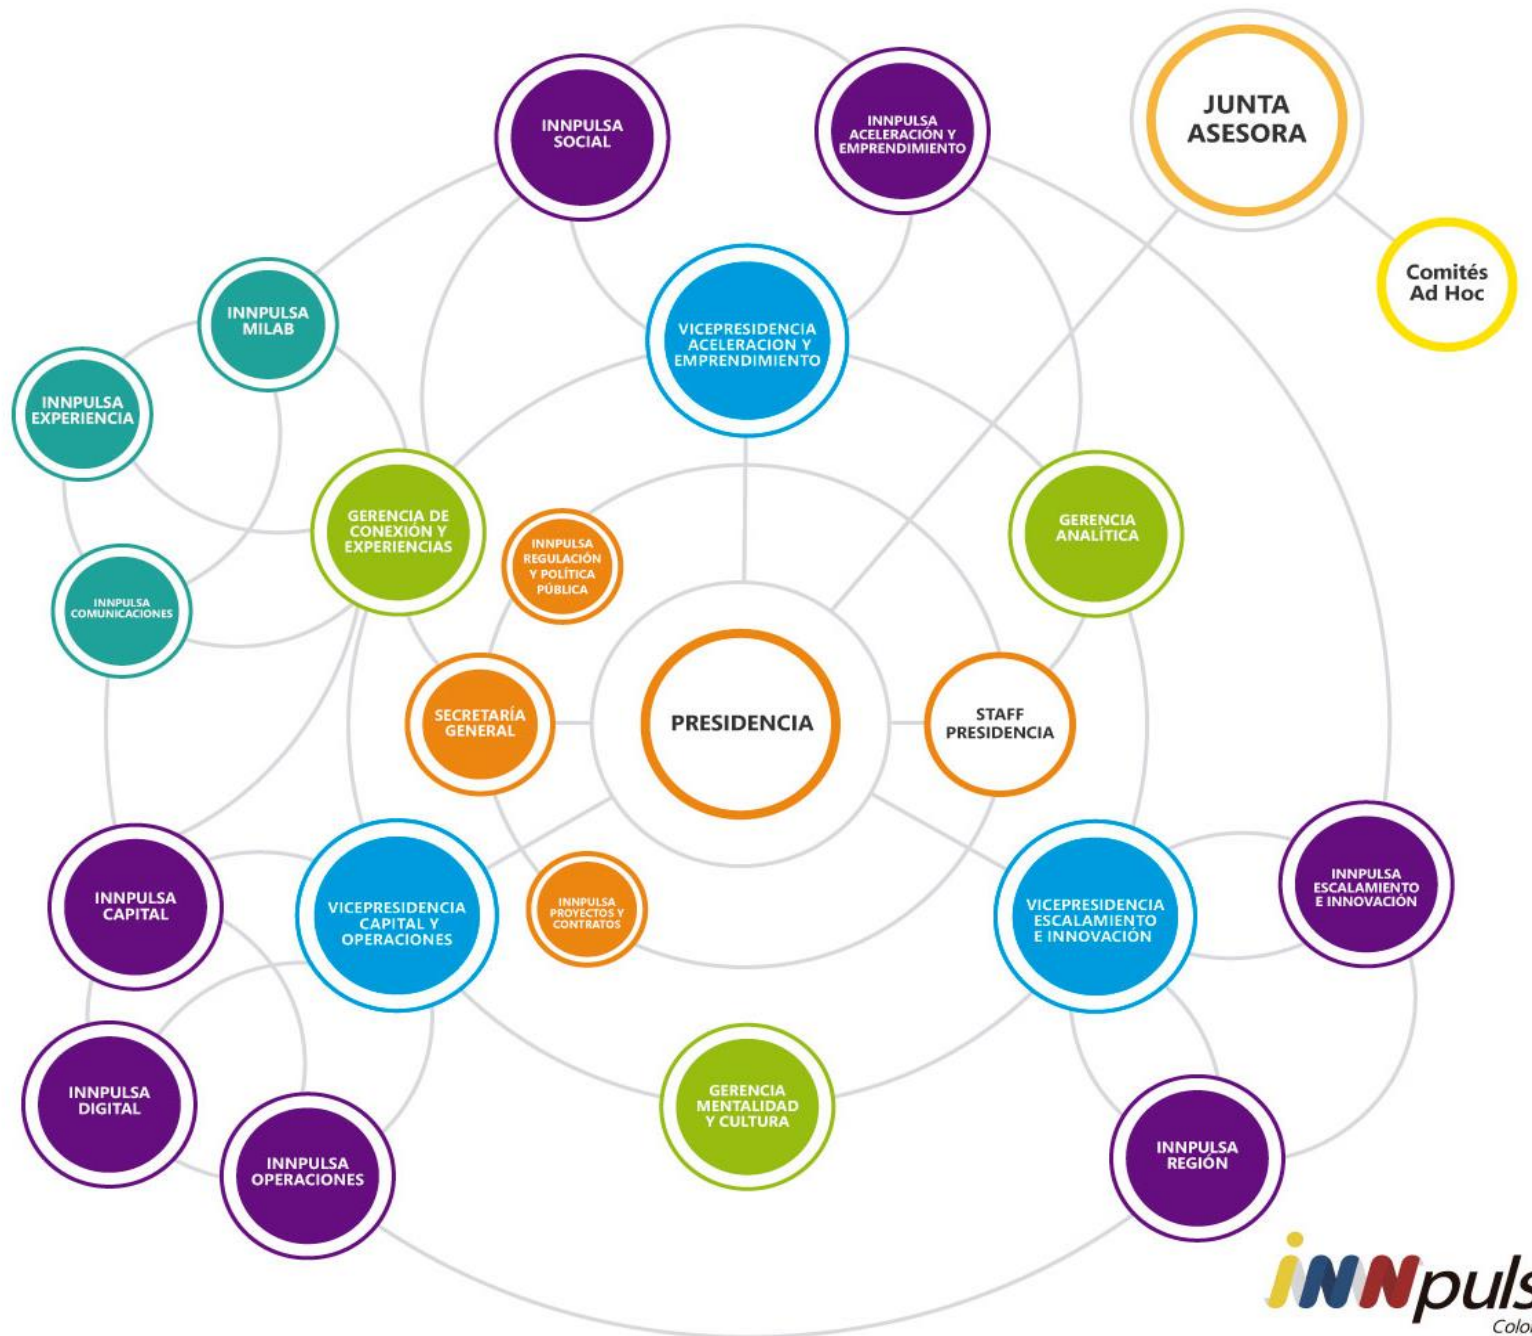 JUNTA
ASESORA
INNPULSA
SOCIAL
INNPULSA
ACELERACIÓN Y
EMPRENDIMIENTO
Comités
Ad Hoc
INNPULSA
MILAB
VICEPRESIDENCIA
ACELERACION Y
EMPRENDIMIENTO
INNPULSA
EXPERIENCIA
GERENCIA DE
CONEXIÓN Y
EXPERIENCIAS
INNPULSA
REGULACIÓN
Y POLÍTICA
PÚBLICA
GERENCIA
ANALÍTICA
INNPULSA
COMUNICACIONES
SECRETARÍA
GENERAL
PRESIDENCIA
STAFF
PRESIDENCIA
INNPULSA
CAPITAL
VICEPRESIDENCIA
CAPITAL Y
OPERACIONES
INNPULSA
PROYECTOS Y
CONTRATOS
VICEPRESIDENCIA
ESCALAMIENTO
E INNOVACIÓN
INNPULSA
ESCALAMIENTO
E INNOVACIÓN
INNPULSA
DIGITAL
INNPULSA
OPERACIONES
GERENCIA
MENTALIDAD
Y CULTURA
INNPULSA
REGIÓN
iNNpuls
Colo